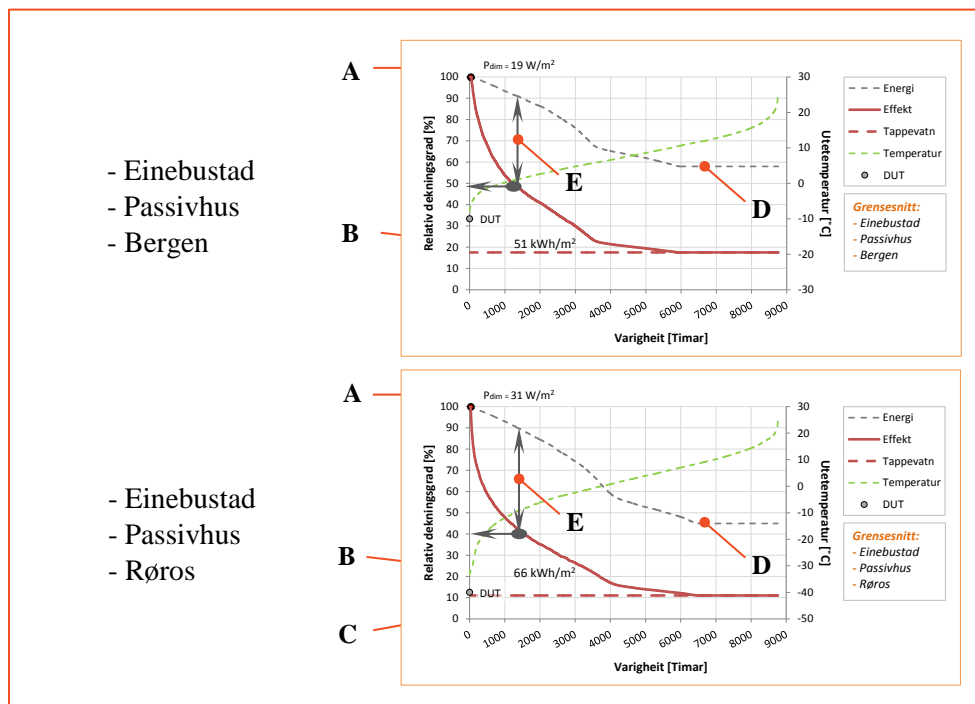 - Einebustad
- Passivhus
- Bergen
A
B
Pdim = 19 W/m²
Relativ dekningsgrad [%]
100
90
80
70
60
50
40
30
20
10
0
30
20
10
0
-10
-20
-30
Utetemperatur [˚C]
E
D
DUT
51 kWh/m²
0
1000
2000
3000
4000
5000
6000
7000
8000
9000
Varigheit [Timar]
Energi
Effekt
Tappevatn
Temperatur
DUT
Grensesnitt:
- Einebustad
- Passivhus
- Bergen
- Einebustad
- Passivhus
- Røros
A
B
C
Pdim = 31 W/m²
Relativ dekningsgrad [%]
100
90
80
70
60
50
40
30
20
10
0
30
20
10
0
-10
-20
-30
-40
-50
Utetemperatur [˚C]
E
D
DUT
66 kWh/m²
0
1000
2000
3000
4000
5000
6000
7000
8000
9000
Varigheit [Timar]
Energi
Effekt
Tappevatn
Temperatur
DUT
Grensesnitt:
- Einebustad
- Passivhus
- Røros